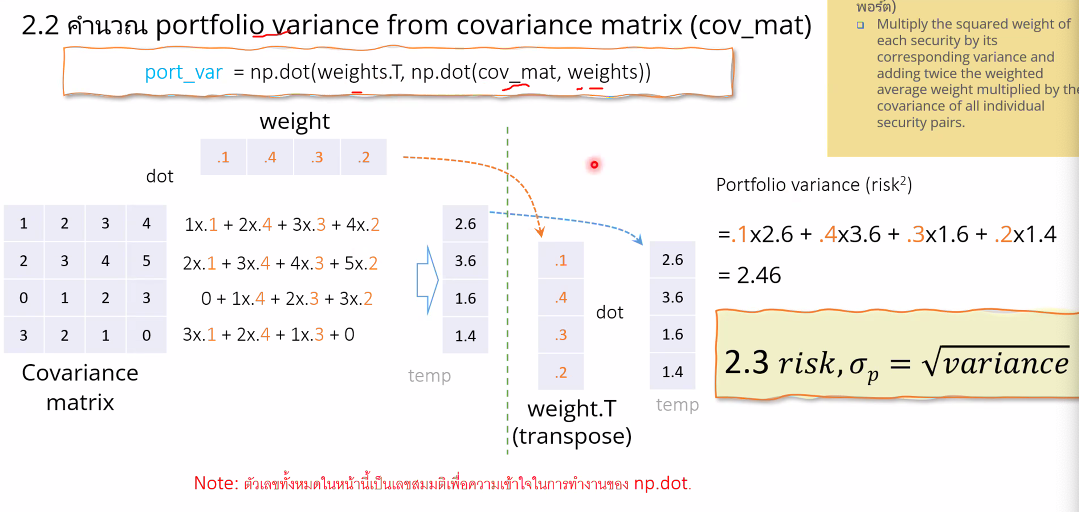 2.2 คำนวณ portfolio variance from covariance matrix (cov_mat)
port_var = np.dot(weights.T, np.dot(cov_mat, weights))
พอร์ต)
Multiply the squared weight of
each security by its
corresponding variance and
adding twice the weighted
average weight multiplied by the
covariance of all individual
security pairs.
weight
dot
.1 .4 .3 .2
1 2 3 4
2 3 4 5
0 1 2 3
3 2 1 0
Covariance
matrix
1x.1 + 2x.4 + 3x.3 + 4x.2
2x.1 + 3x.4 + 4x.3 + 5x.2
0 + 1x.4 + 2x.3 + 3x.2
3x.1 + 2x.4 + 1x.3 + 0
2.6
3.6
1.6
1.4
temp
.1
.4
.3
.2
weight.T
(transpose)
dot
2.6
3.6
1.6
1.4
temp
Portfolio variance (risk²)
=.1x2.6 + .4x3.6 + .3x1.6 + .2x1.4
= 2.46
2.3 risk, σp = √variance
Note: ตัวเลขทั้งหมดในหน้านี้เป็นเลขสมมติเพื่อความเข้าใจในการทำงานของ np.dot.